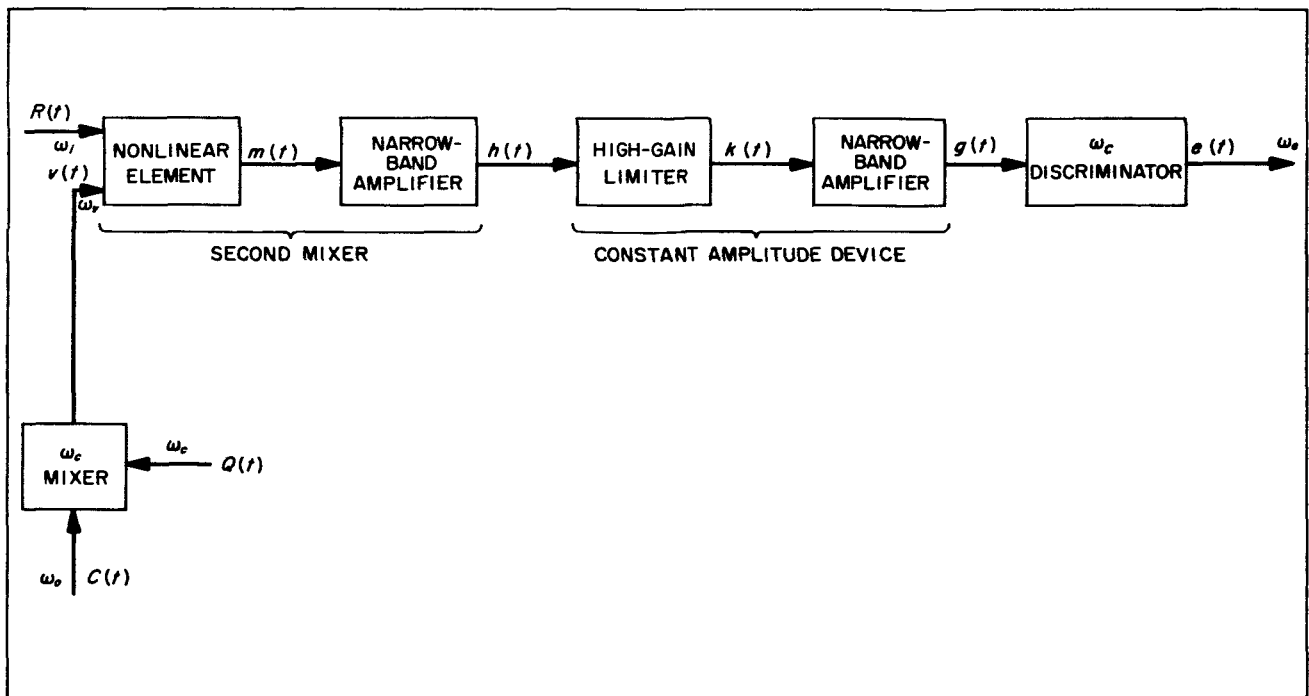 R(t)
ωi
v(t)
ωv
NONLINEAR
ELEMENT
m(t)
NARROW-
BAND
AMPLIFIER
h(t)
HIGH-GAIN
LIMITER
k(t)
NARROW-
BAND
AMPLIFIER
g(t)
ωc
DISCRIMINATOR
e(t)
ωe
SECOND MIXER
CONSTANT AMPLITUDE DEVICE
ωc
MIXER
ωc
Q(t)
ωo
C(t)